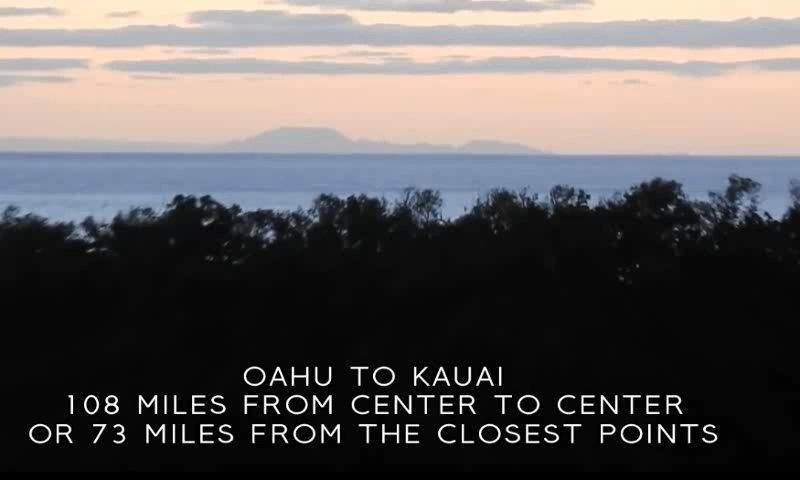 OAHU TO KAUAI
108 MILES FROM CENTER TO CENTER
OR 73 MILES FROM THE CLOSEST POINTS